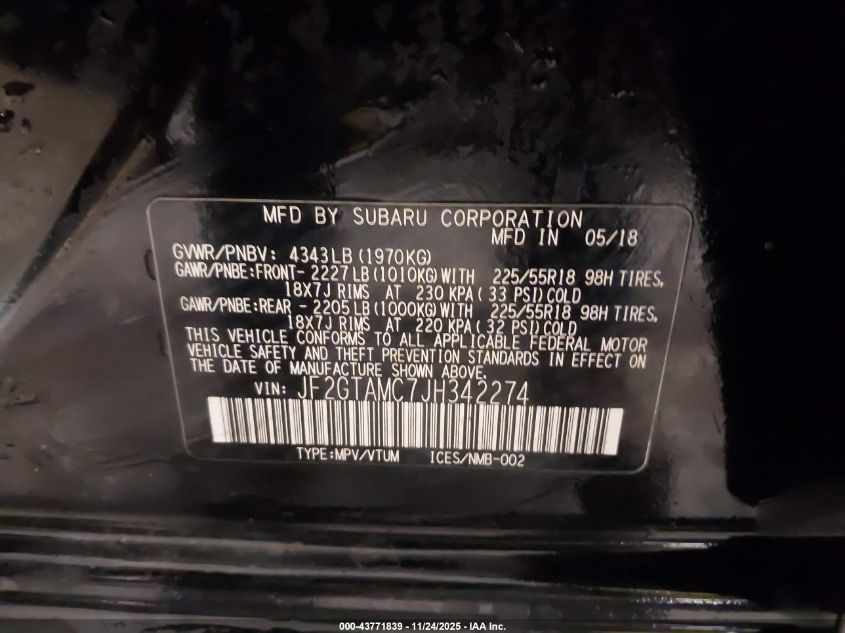 MFD BY SUBARU CORPORATION
MFD IN 05/18
GVWR/PNBV: 4343LB (1970KG)
GAWR/PNBE:FRONT- 2227LB(1010KG)WITH 225/55R18 98H TIRES,
18X7J RIMS AT 230 KPA( 33 PSI)COLD
GAWR/PNBE:REAR - 2205LB(1000KG)WITH 225/55R18 98H TIRES,
18X7J RIMS AT 220 KPA( 32 PSI)COLD
THIS VEHICLE CONFORMS TO ALL APPLICABLE FEDERAL MOTOR
VEHICLE SAFETY AND THEFT PREVENTION STANDARDS IN EFFECT ON
THE DATE OF MANUFACTURE SHOWN ABOVE.
VIN: JF2GTAMC7JH342274
TYPE:MPV/VTUM ICES/NMB-002
000-43771839 - 11/24/2025 - IAA Inc.